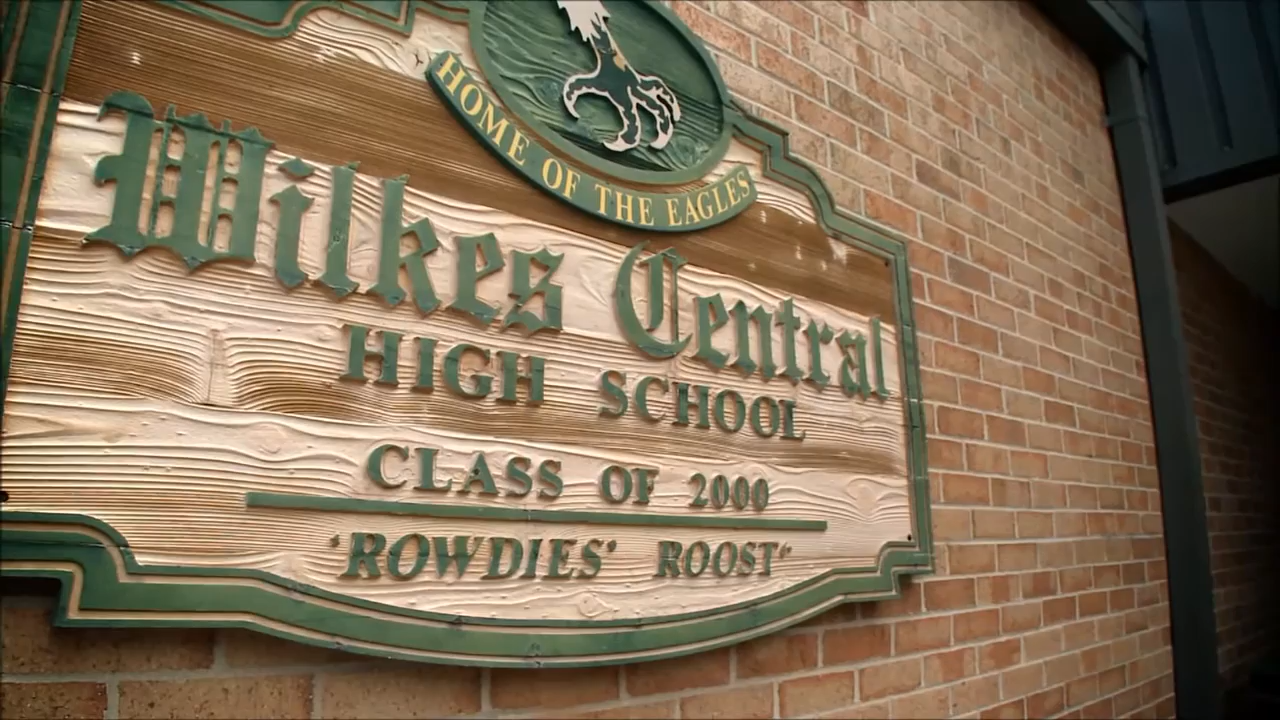 HOME OF THE EAGLES
Wilkes Central
HIGH SCHOOL
CLASS OF 2000
'ROWDIES' ROOST'